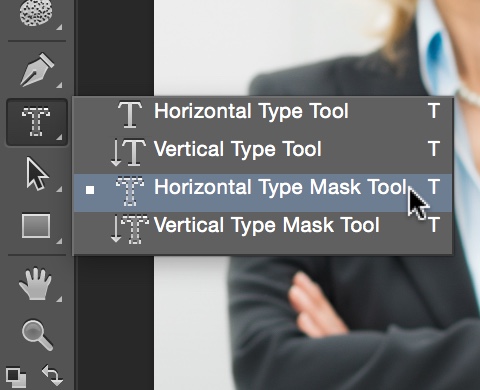 Horizontal Type Tool T
Vertical Type Tool T
Horizontal Type Mask Tool T
Vertical Type Mask Tool T